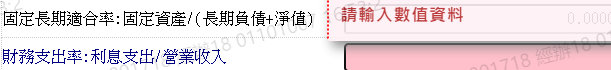 固定長期適合率:固定資產/(長期負債+淨值)
請輸入數值資料
財務支出率:利息支出/營業收入